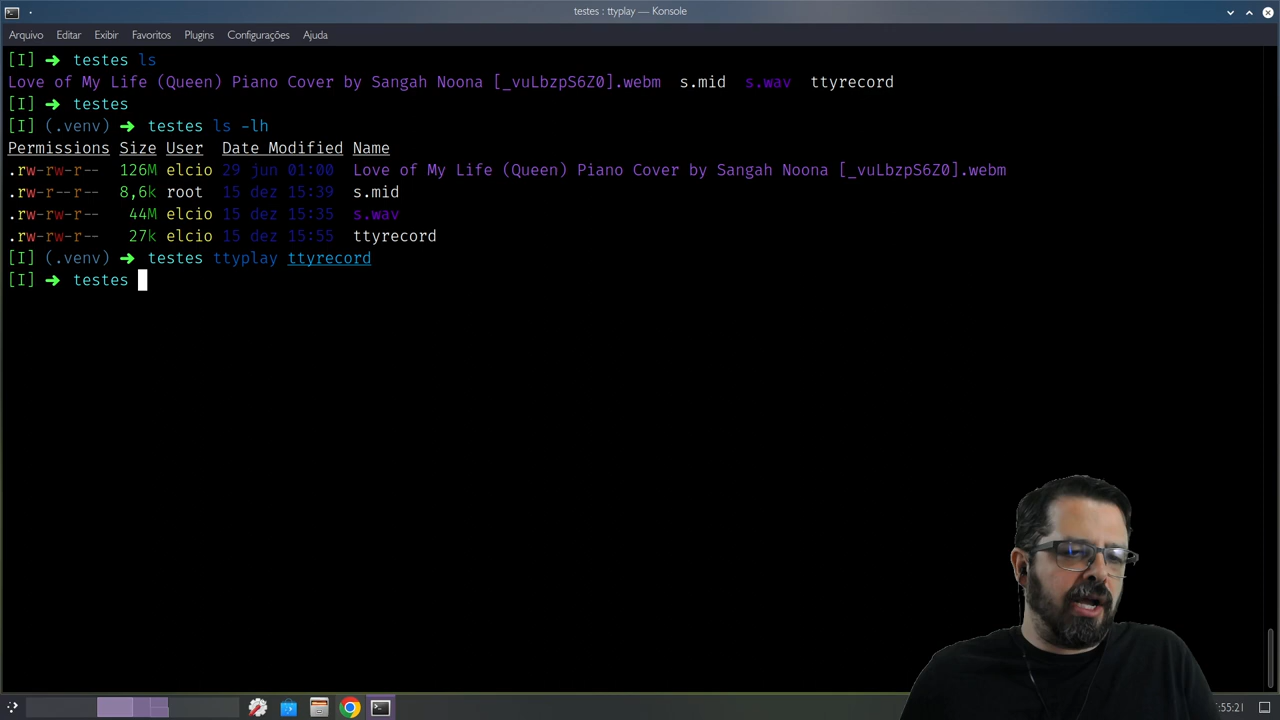 testes : ttyplay — Konsole
Arquivo Editar Exibir Favoritos Plugins Configurações Ajuda
[I] ➜ testes ls
Love of My Life (Queen) Piano Cover by Sangah Noona [_vuLbzpS6Z0].webm s.mid s.wav ttyrecord
[I] ➜ testes
[I] (.venv) ➜ testes ls -lh
Permissions Size User Date Modified Name
.rw-rw-r-- 126M elcio 29 jun 01:00 Love of My Life (Queen) Piano Cover by Sangah Noona [_vuLbzpS6Z0].webm
.rw-r--r-- 8,6k root 15 dez 15:39 s.mid
.rw-rw-r-- 44M elcio 15 dez 15:35 s.wav
.rw-rw-r-- 27k elcio 15 dez 15:55 ttyrecord
[I] (.venv) ➜ testes ttyplay ttyrecord
[I] ➜ testes
:55:21